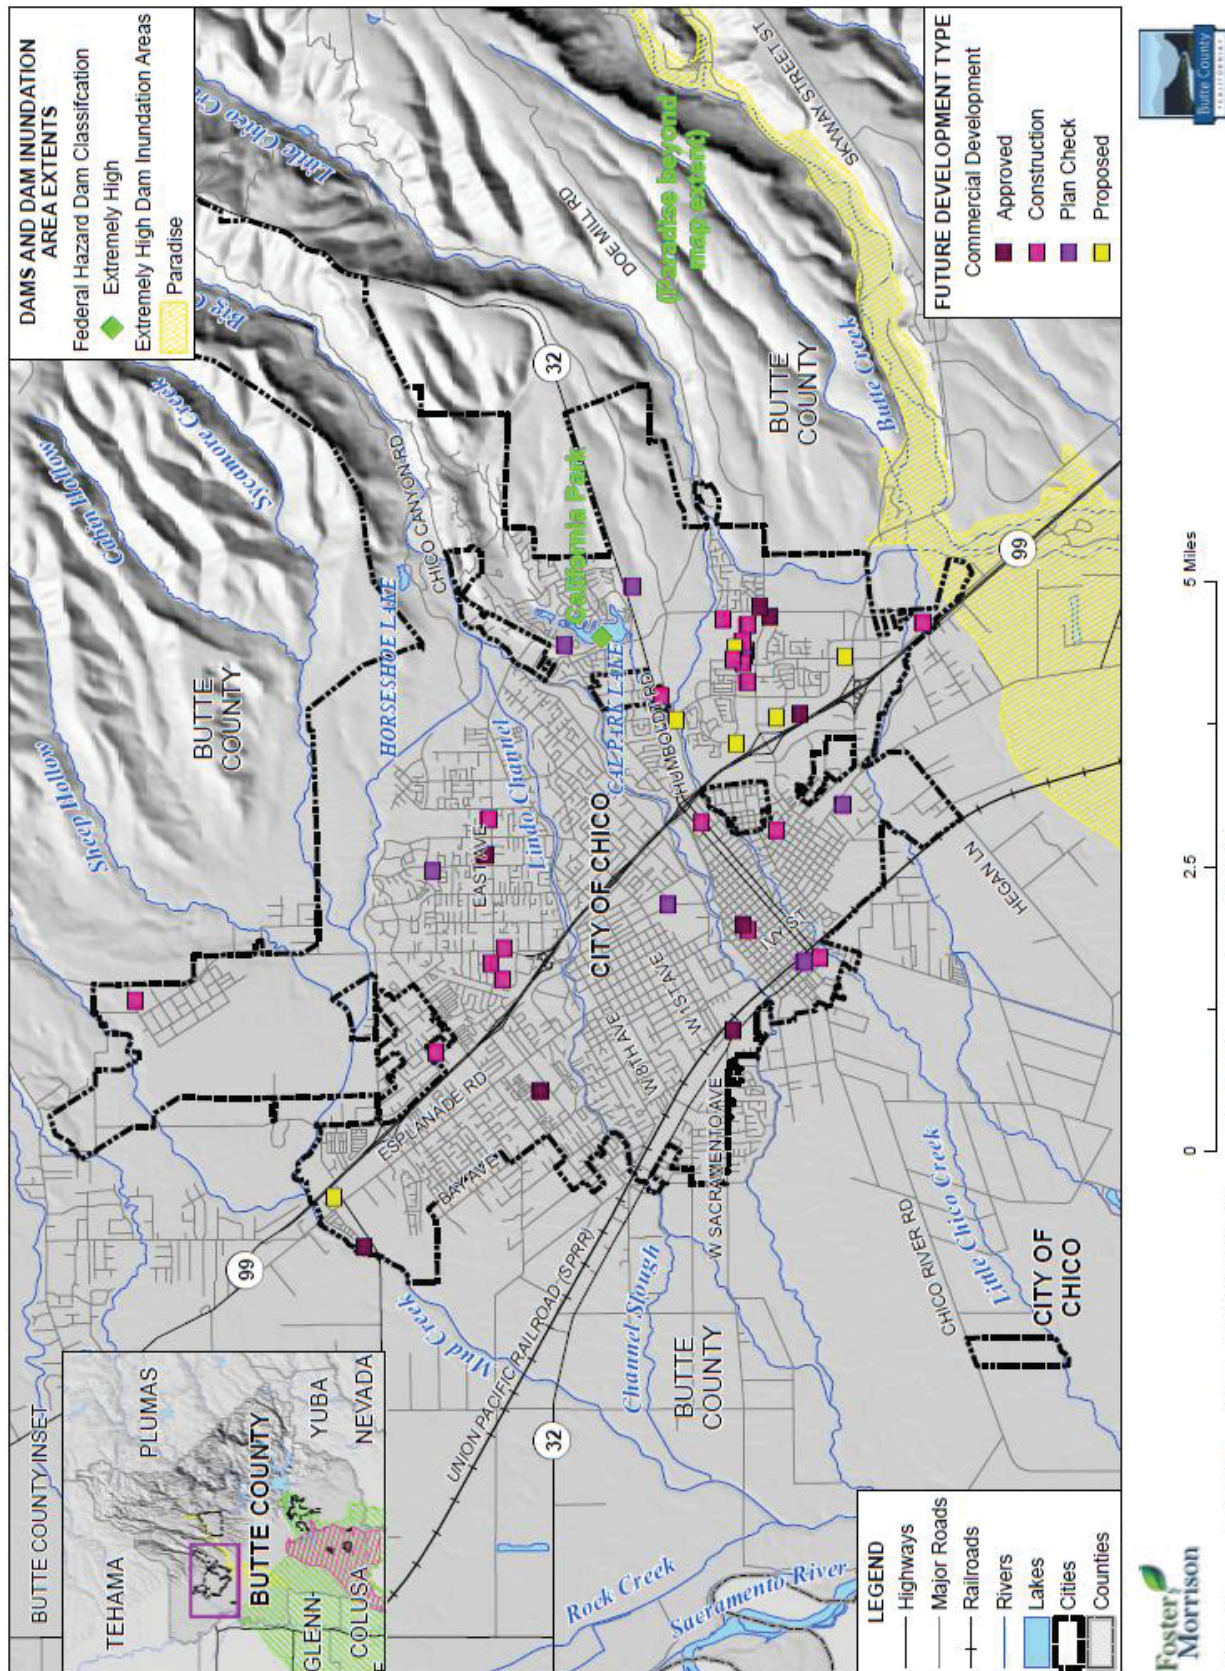 DAMS AND DAM INUNDATION
AREA EXTENTS
Federal Hazard Dam Classifcation
Extremely High
Extremely High Dam Inundation Areas
Paradise
BUTTE COUNTY INSET
TEHAMA
PLUMAS
BUTTE COUNTY
YUBA
NEVADA
GLENN
COLUSA
Sheep Hollow
Cabin Hollow
Sycamore Creek
Big C
Little Chico Cr
BUTTE
COUNTY
HORSESHOE LAKE
CHICO CANYON RD
32
DOE MILL RD
SKYWAY STREET ST
(Paradise beyond
map extent)
California Park
CAL PARK LAKE
HUMBOLDT RD
BUTTE
COUNTY
Butte Creek
99
99
ESPLANADE RD
EAST AVE
Lindo Channel
CITY OF CHICO
BAY AVE
W 8TH AVE
W 1ST AVE
W SACRAMENTO AVE
HEGAN LN
Mud Creek
UNION PACIFIC RAILROAD (SPRR)
Channel Slough
BUTTE
COUNTY
32
CHICO RIVER RD
Little Chico Creek
CITY OF
CHICO
Rock Creek
Sacramento River
LEGEND
Highways
Major Roads
Railroads
Rivers
Lakes
Cities
Counties
FUTURE DEVELOPMENT TYPE
Commercial Development
Approved
Construction
Plan Check
Proposed
0
2.5
5 Miles
Foster
Morrison
Butte County
CALIFORNIA